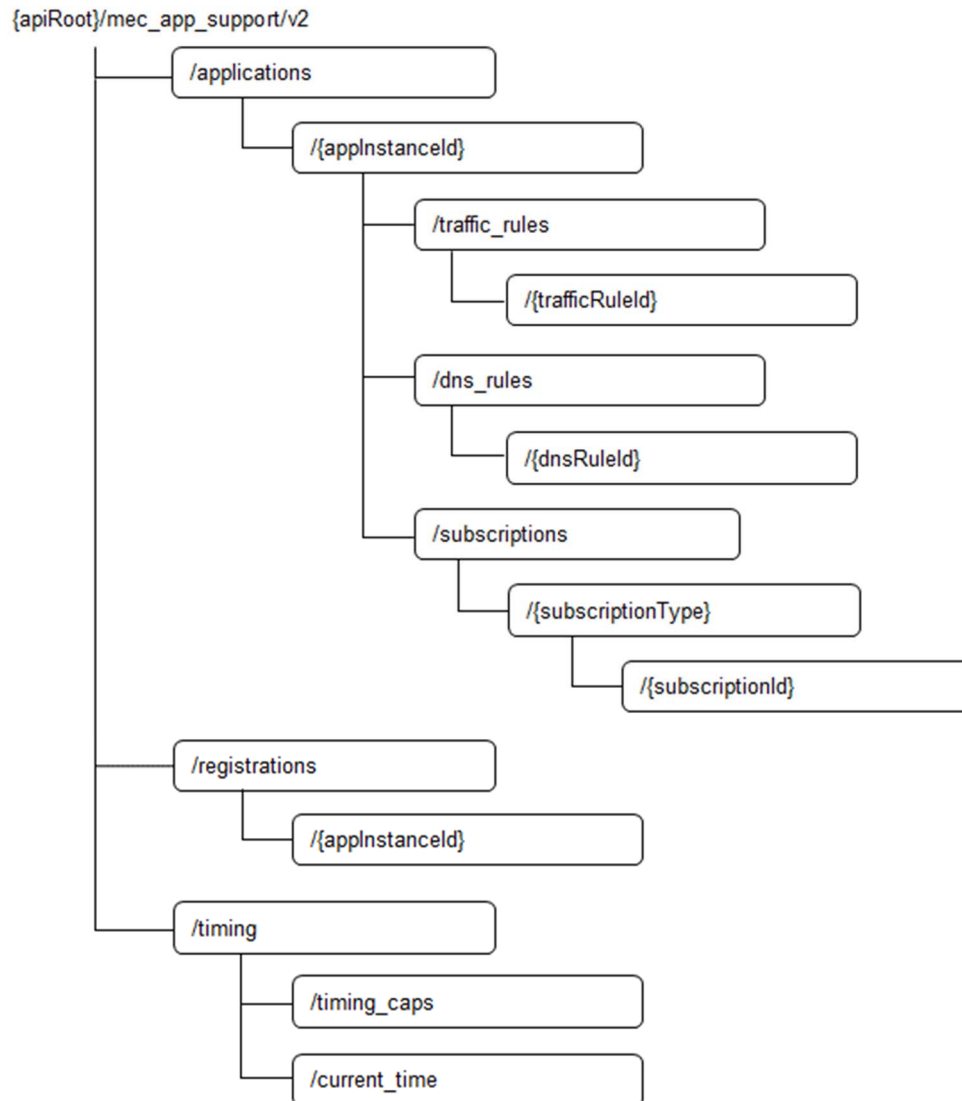 {apiRoot}/mec_app_support/v2
/applications
/{appInstanceId}
/traffic_rules
/{trafficRuleId}
/dns_rules
/{dnsRuleId}
/subscriptions
/{subscriptionType}
/{subscriptionId}
/registrations
/{appInstanceId}
/timing
/timing_caps
/current_time